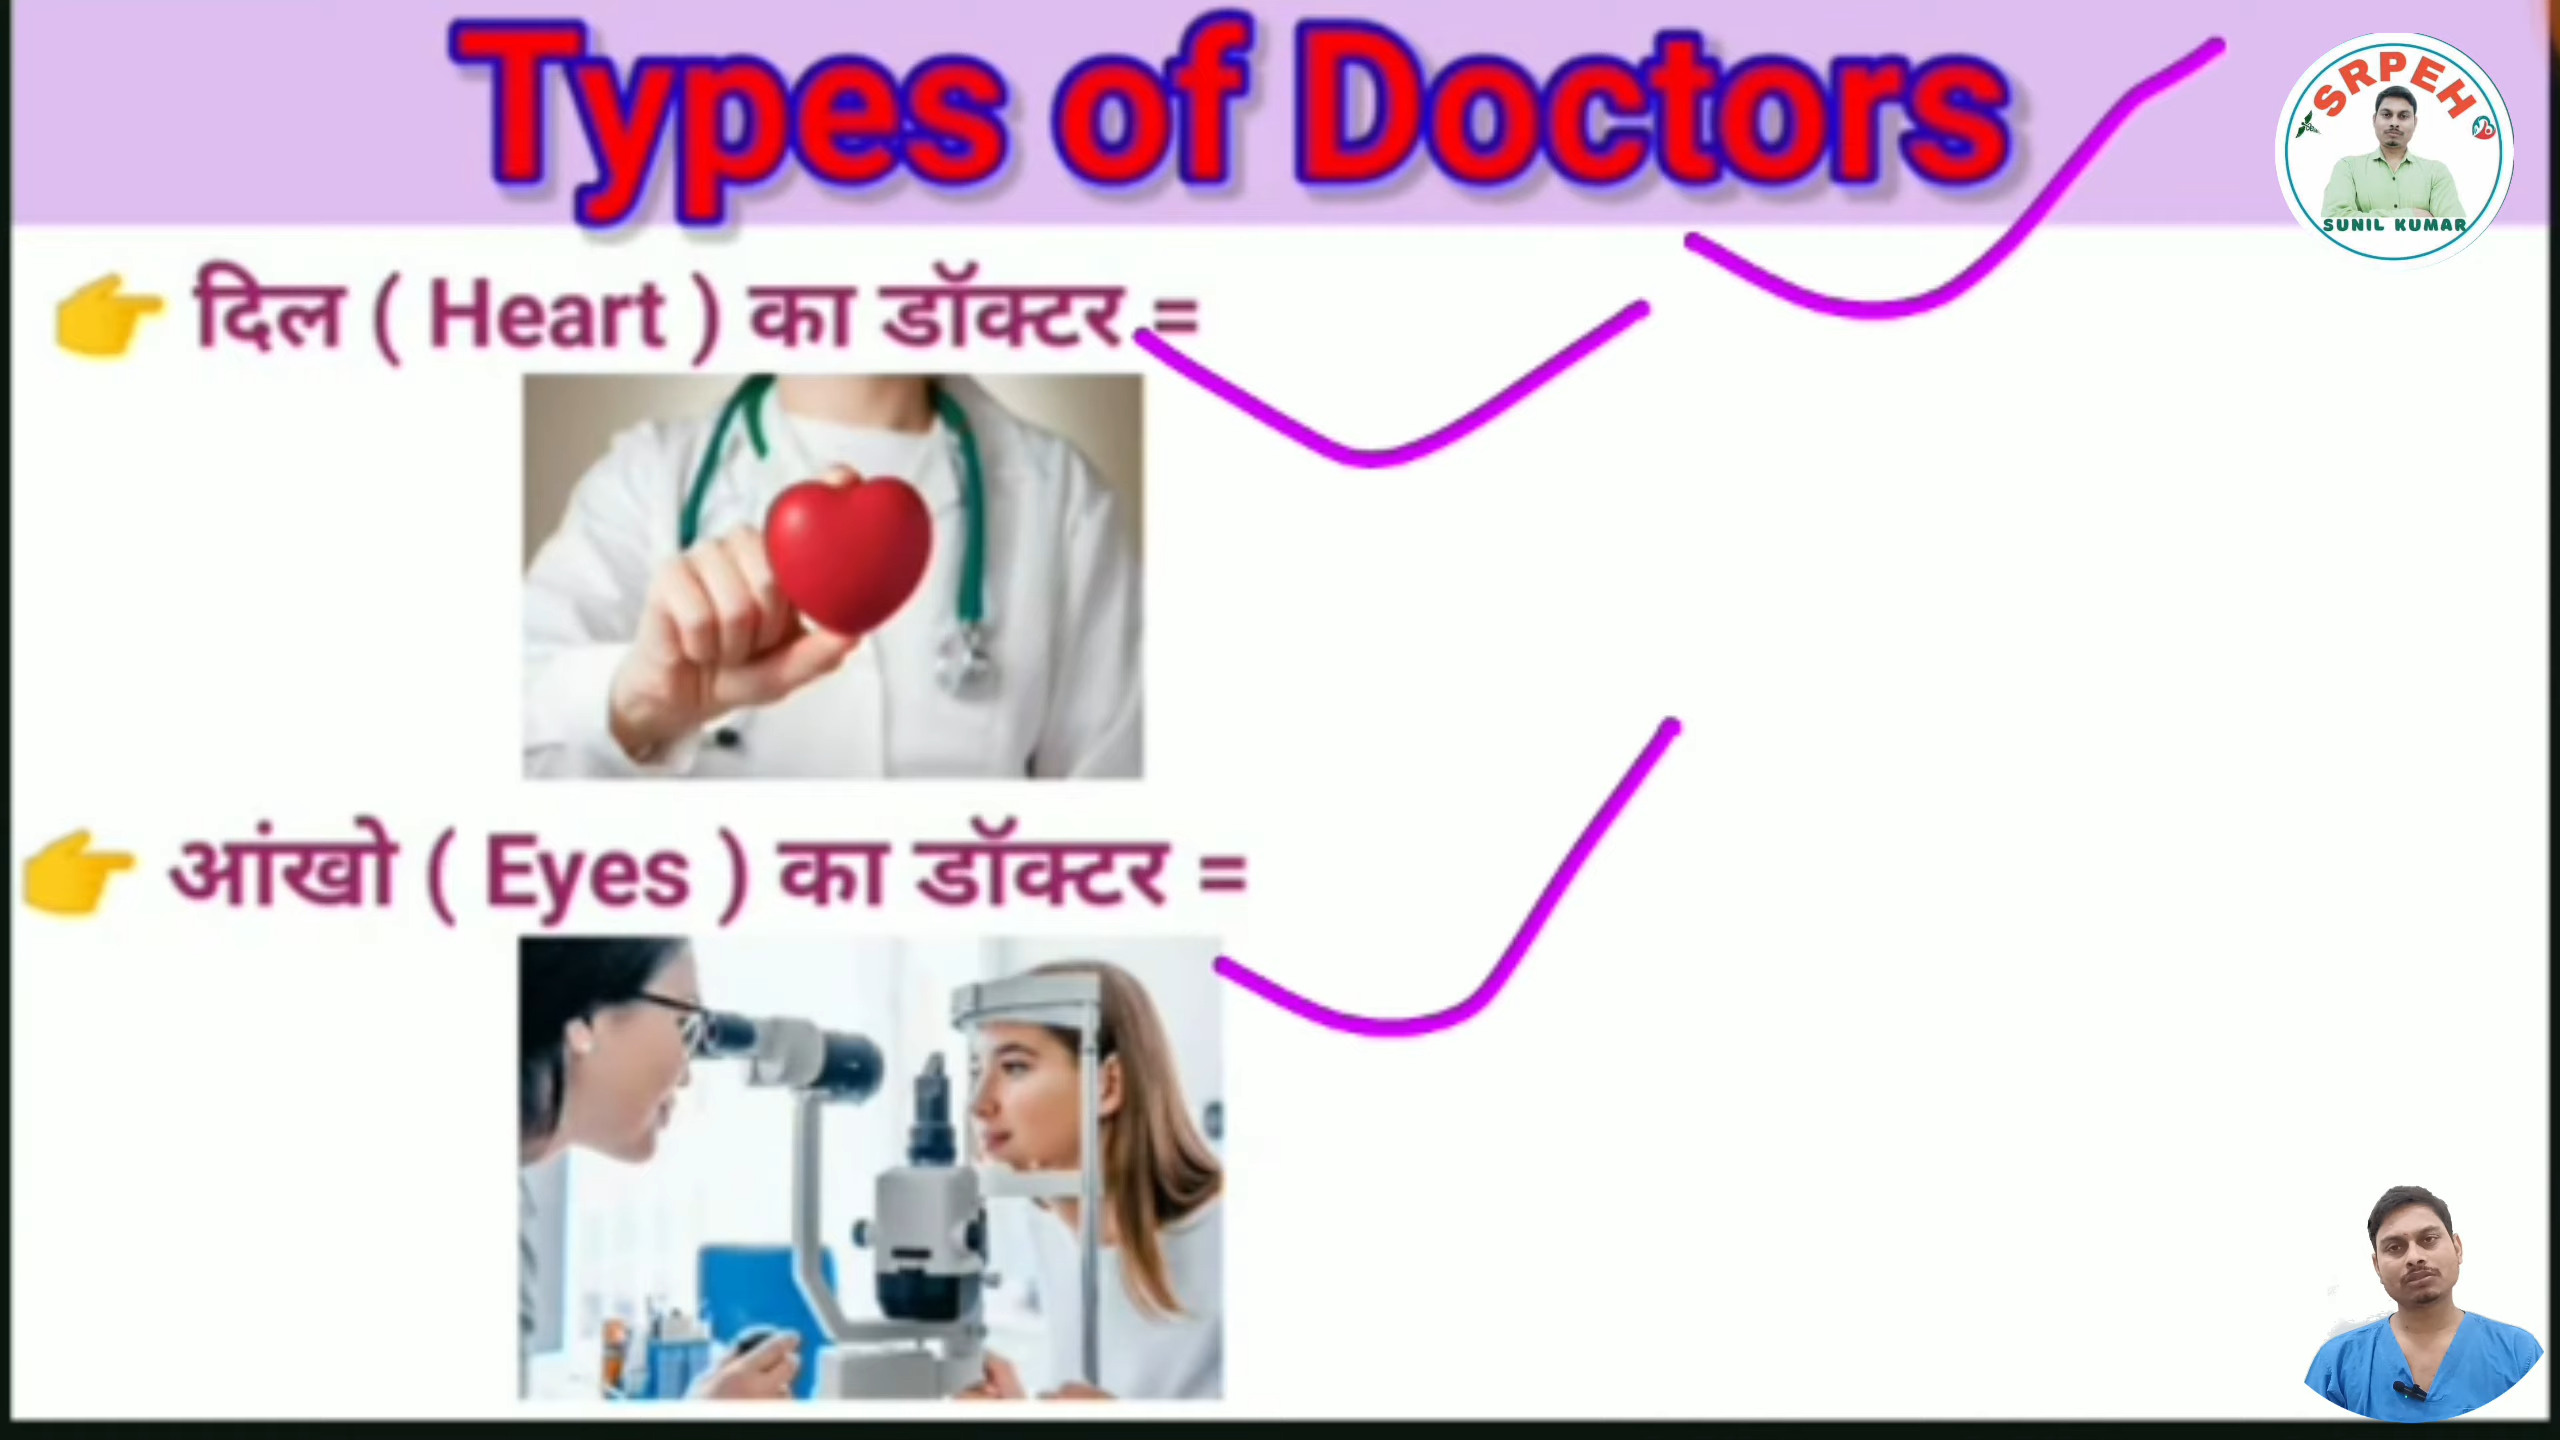 Types of Doctors
SRPEH
SUNIL KUMAR
👉 दिल ( Heart ) का डॉक्टर =
👉 आंखो ( Eyes ) का डॉक्टर =